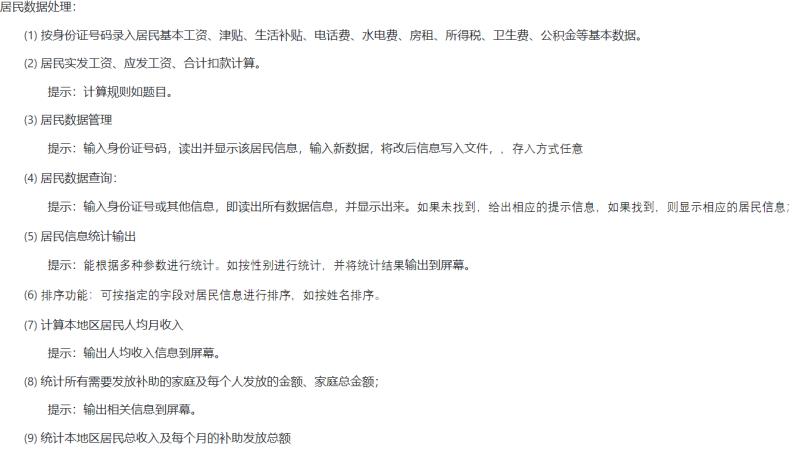 居民数据处理：
(1) 按身份证号码录入居民基本工资、津贴、生活补贴、电话费、水电费、房租、所得税、卫生费、公积金等基本数据。
(2) 居民实发工资、应发工资、合计扣款计算。
提示：计算规则如题目。
(3) 居民数据管理
提示：输入身份证号码，读出并显示该居民信息，输入新数据，将改后信息写入文件，．存入方式任意
(4) 居民数据查询：
提示：输入身份证号或其他信息，即读出所有数据信息，并显示出来。如果未找到，给出相应的提示信息，如果找到，则显示相应的居民信息；
(5) 居民信息统计输出
提示：能根据多种参数进行统计。如按性别进行统计，并将统计结果输出到屏幕。
(6) 排序功能：可按指定的字段对居民信息进行排序，如按姓名排序。
(7) 计算本地区居民人均月收入
提示：输出人均收入信息到屏幕。
(8) 统计所有需要发放补助的家庭及每个人发放的金额、家庭总金额；
提示：输出相关信息到屏幕。
(9) 统计本地区居民总收入及每个月的补助发放总额